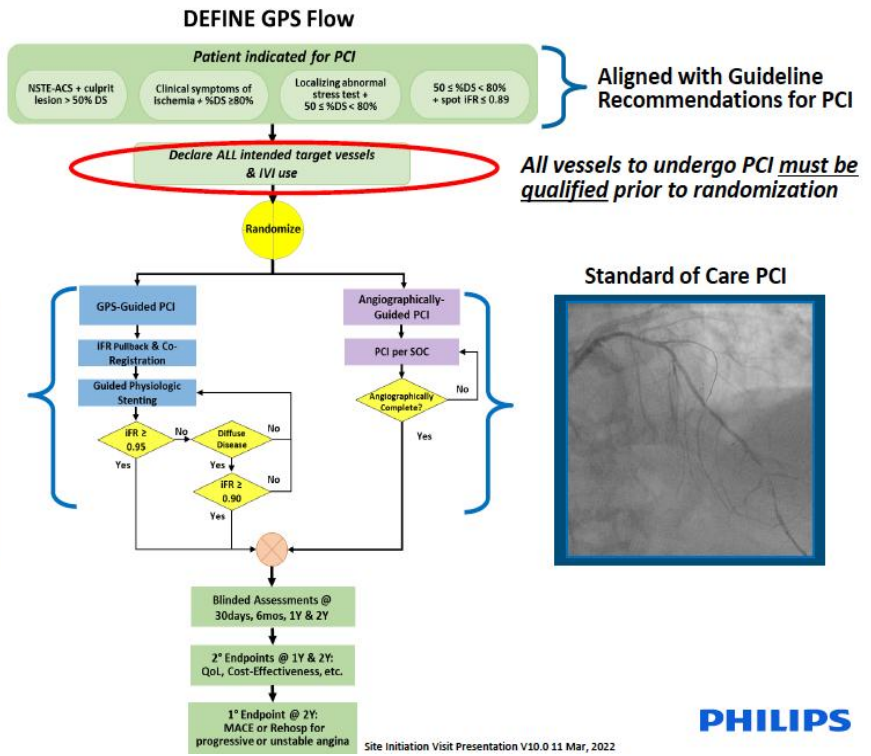 DEFINE GPS Flow
Patient indicated for PCI
NSTE-ACS + culprit
lesion > 50% DS
Clinical symptoms of
Ischemia + %DS ≥80%
Localizing abnormal
stress test +
50 ≤ %DS < 80%
50 ≤ %DS < 80%
+ spot iFR ≤ 0.89
Aligned with Guideline
Recommendations for PCI
Declare ALL intended target vessels
& IVI use
All vessels to undergo PCI must be
qualified prior to randomization
Randomize
GPS-Guided PCI
iFR Pullback & Co-
Registration
Guided Physiologic
Stenting
iFR ≥
0.95
No
Diffuse
Disease
No
Yes
Yes
iFR ≥
0.90
No
Yes
Angiographically-
Guided PCI
PCI per SOC
Angiographically
Complete?
No
Yes
Standard of Care PCI
Blinded Assessments @
30days, 6mos, 1Y & 2Y
2° Endpoints @ 1Y & 2Y:
QoL, Cost-Effectiveness, etc.
1° Endpoint @ 2Y:
MACE or Rehosp for
progressive or unstable angina
Site Initiation Visit Presentation V10.0 11 Mar, 2022
PHILIPS